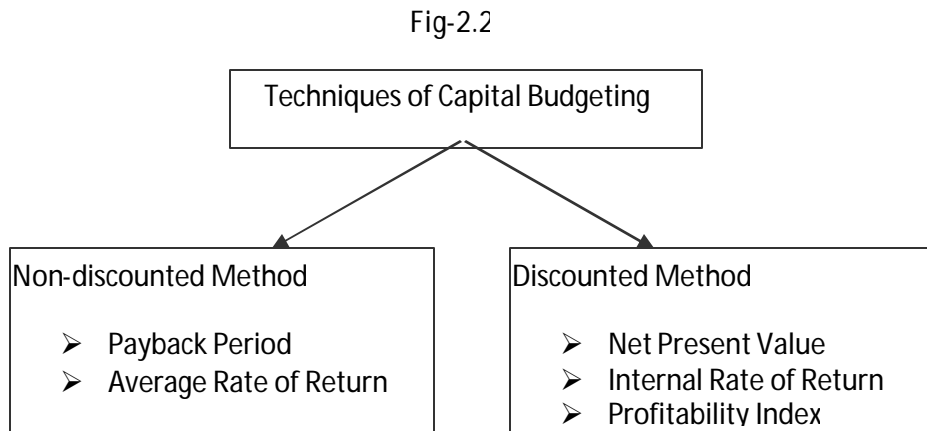 Fig-2.2
Techniques of Capital Budgeting
Non-discounted Method
➢ Payback Period
➢ Average Rate of Return
Discounted Method
➢ Net Present Value
➢ Internal Rate of Return
➢ Profitability Index